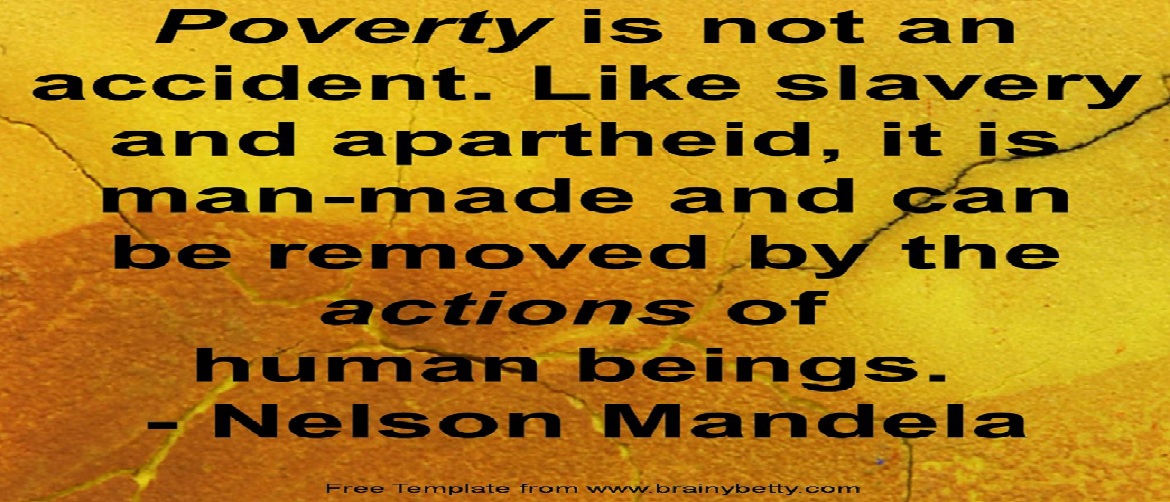 Poverty is not an
accident. Like slavery
and apartheid, it is
man-made and can
be removed by the
actions of
human beings.
- Nelson Mandela
Free Template from www.brainybetty.com